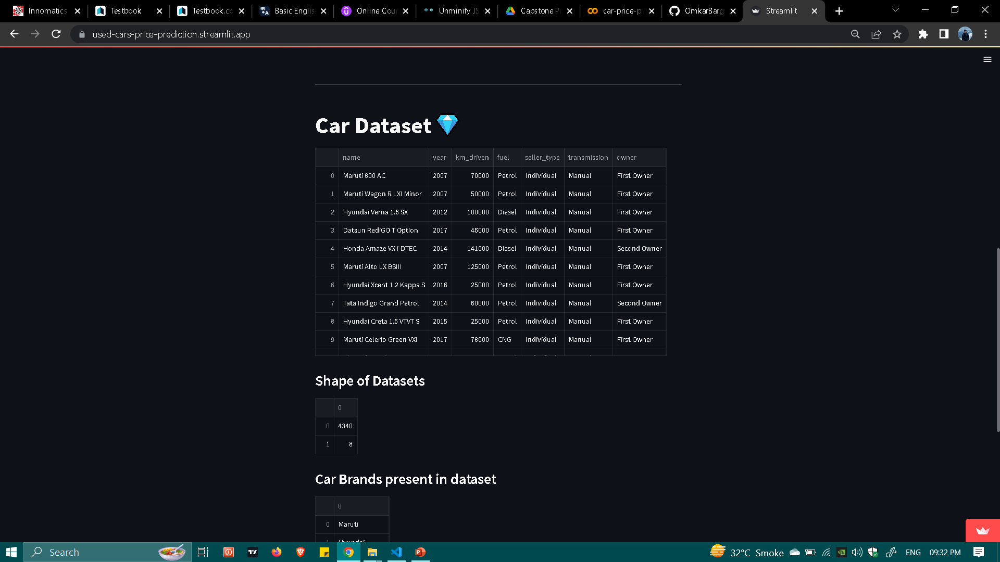 Innomatics
Testbook
Testbook.co
Basic Englis
Online Cou
Unminify JS
Capstone P
car-price-p
OmkarBarg
Streamlit
used-cars-price-prediction.streamlit.app
Car Dataset
name year km_driven fuel seller_type transmission owner
0 Maruti 800 AC 2007 70000 Petrol Individual Manual First Owner
1 Maruti Wagon R LXI Minor 2007 50000 Petrol Individual Manual First Owner
2 Hyundai Verna 1.6 SX 2012 100000 Diesel Individual Manual First Owner
3 Datsun RediGO T Option 2017 46000 Petrol Individual Manual First Owner
4 Honda Amaze VX i-DTEC 2014 141000 Diesel Individual Manual Second Owner
5 Maruti Alto LX BSIII 2007 125000 Petrol Individual Manual First Owner
6 Hyundai Xcent 1.2 Kappa S 2016 25000 Petrol Individual Manual First Owner
7 Tata Indigo Grand Petrol 2014 60000 Petrol Individual Manual Second Owner
8 Hyundai Creta 1.6 VTVT S 2015 25000 Petrol Individual Manual First Owner
9 Maruti Celerio Green VXI 2017 78000 CNG Individual Manual First Owner
Shape of Datasets
0
0 4340
1 8
Car Brands present in dataset
0
0 Maruti
1 Hyundai
Search
32°C Smoke
ENG
09:32 PM